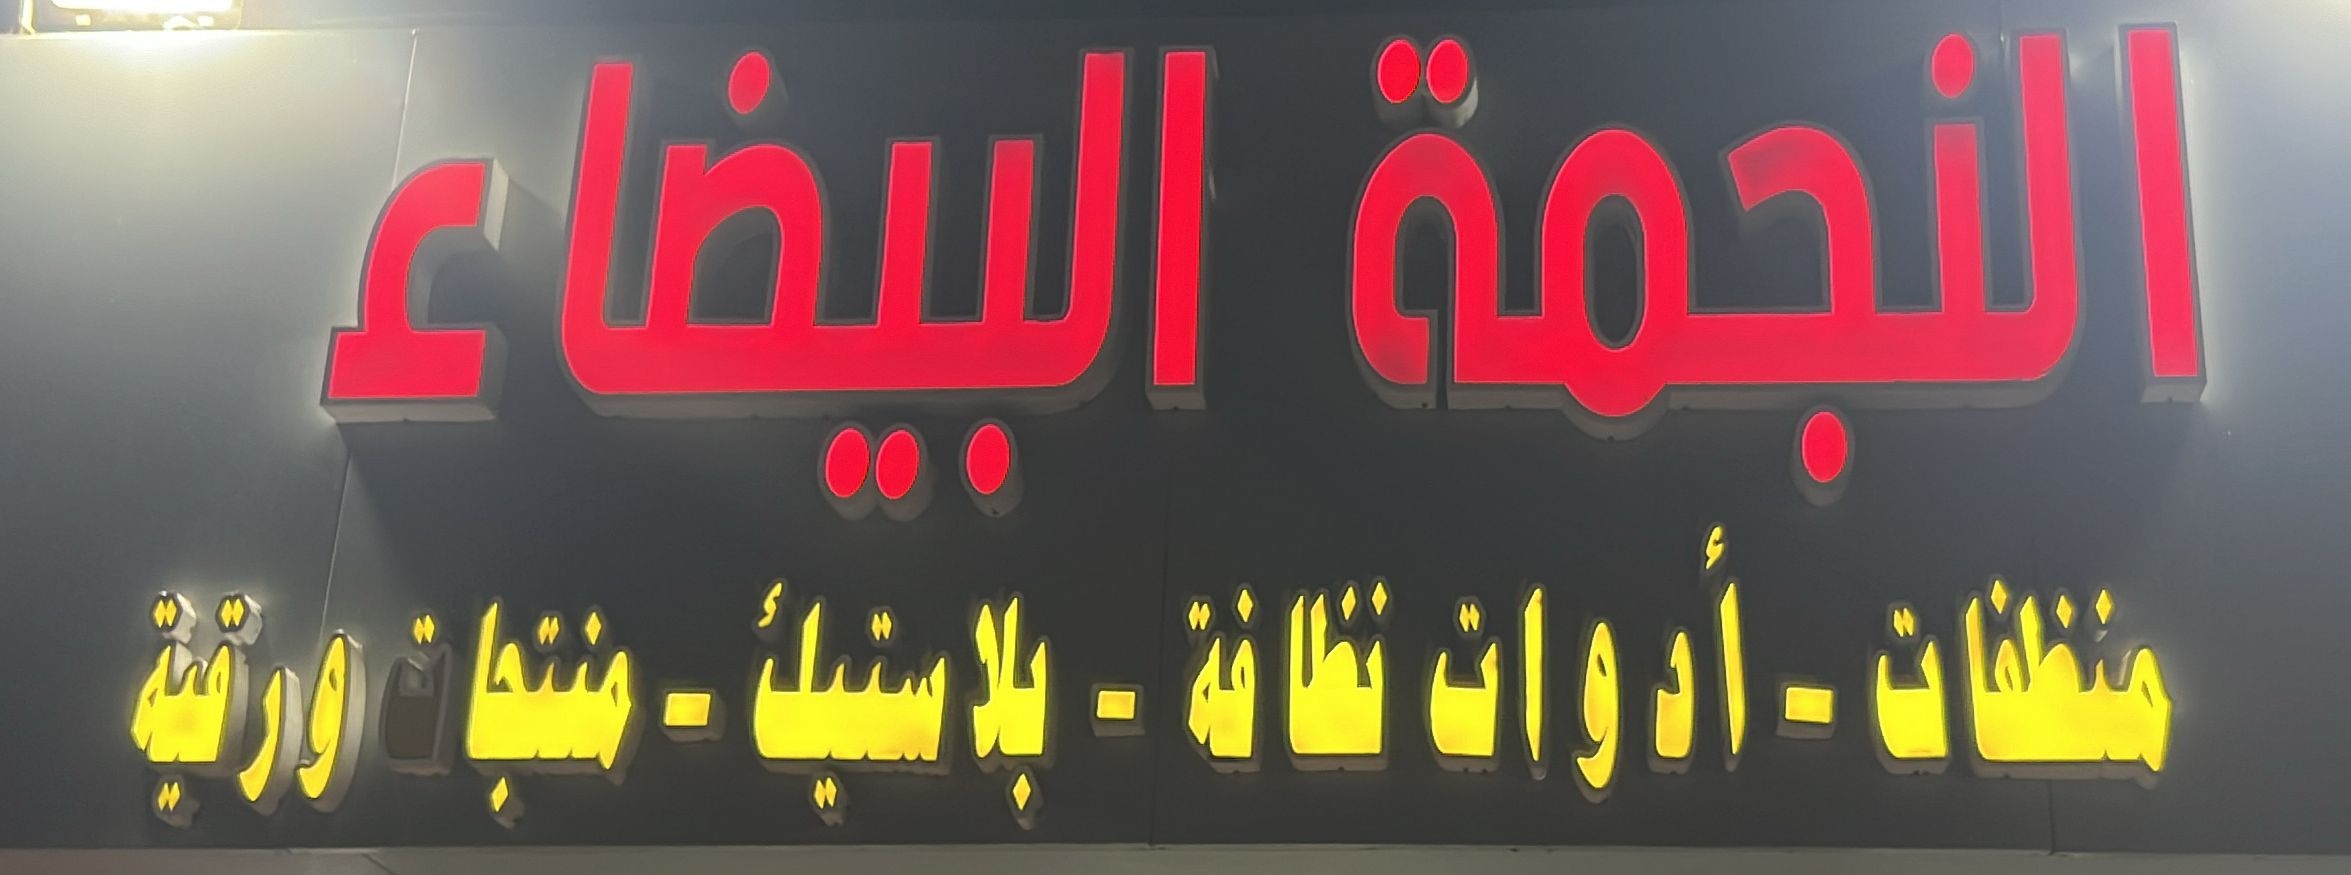 النجمة البيضاء
منظفات - أدوات نظافة - بلاستيك - منتجات ورقية